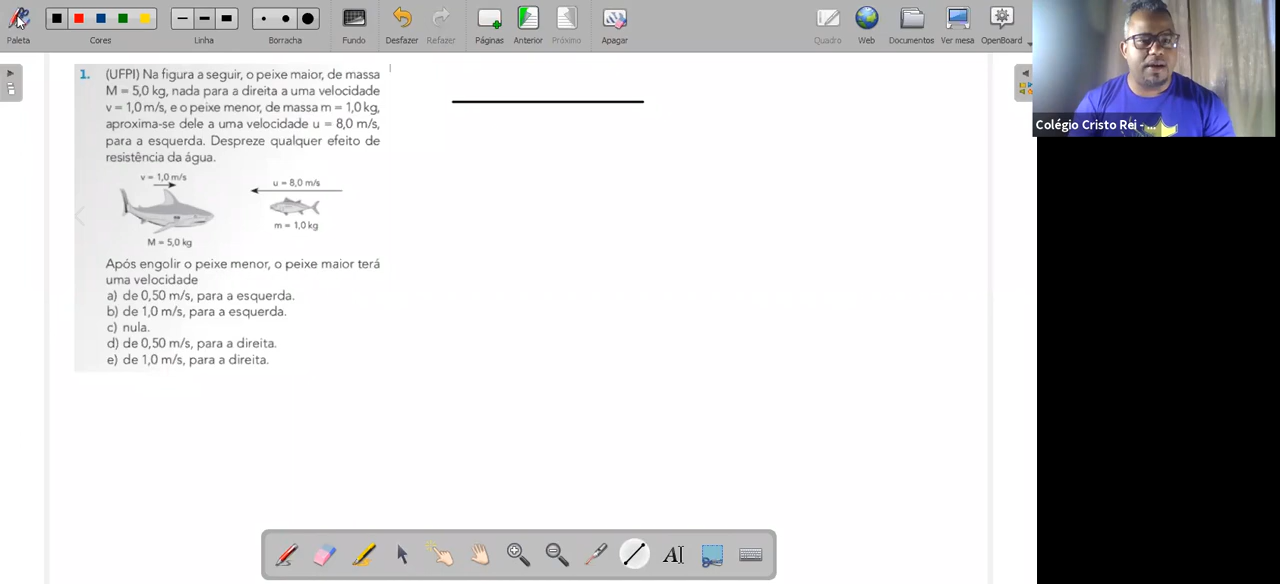 Paleta
Cores
Linha
Borracha
Fundo
Desfazer
Refazer
Páginas
Anterior
Próximo
Apagar
Quadro
Web
Documentos
Ver mesa
OpenBoard
1. (UFPI) Na figura a seguir, o peixe maior, de massa
M = 5,0 kg, nada para a direita a uma velocidade
v = 1,0 m/s, e o peixe menor, de massa m = 1,0 kg,
aproxima-se dele a uma velocidade u = 8,0 m/s,
para a esquerda. Despreze qualquer efeito de
resistência da água.
v = 1,0 m/s
u = 8,0 m/s
m = 1,0 kg
M = 5,0 kg
Após engolir o peixe menor, o peixe maior terá
uma velocidade
a) de 0,50 m/s, para a esquerda.
b) de 1,0 m/s, para a esquerda.
c) nula.
d) de 0,50 m/s, para a direita.
e) de 1,0 m/s, para a direita.
Colégio Cristo Rei - ...